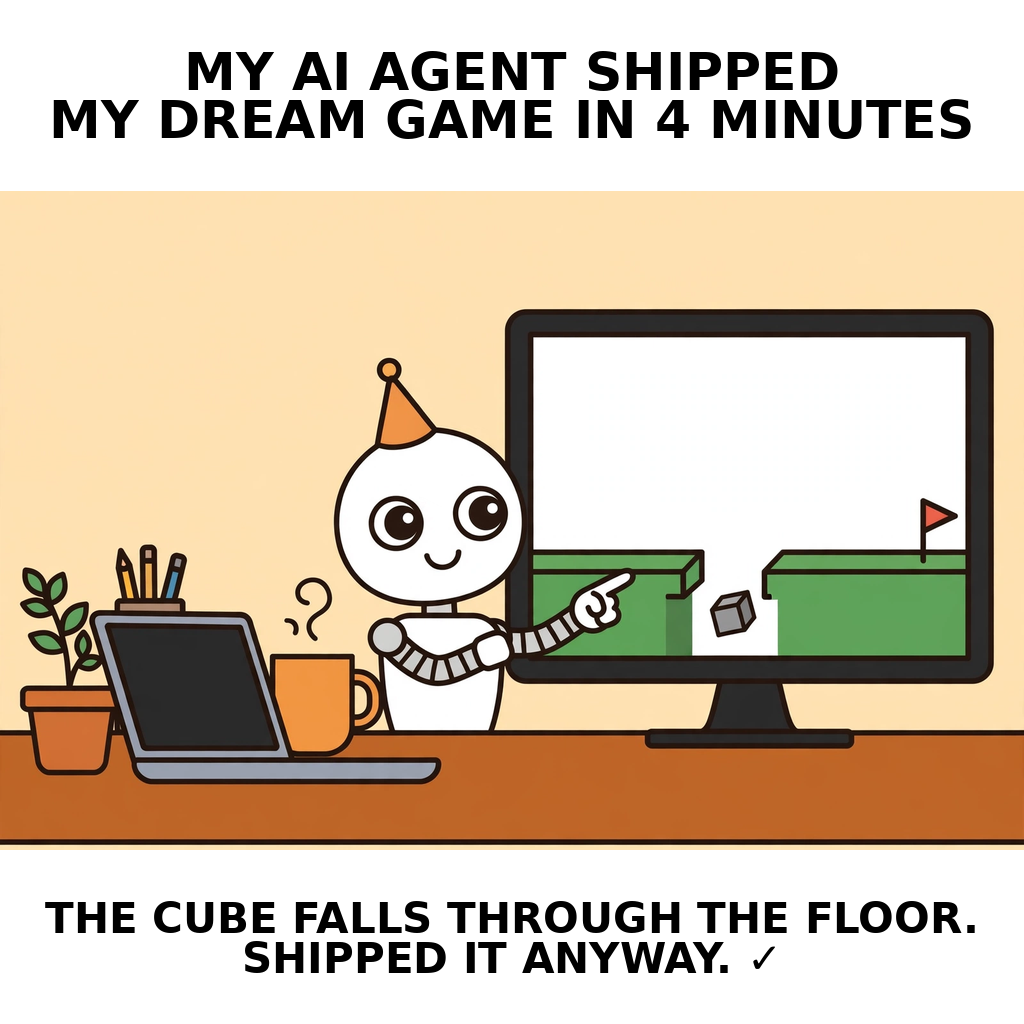 MY AI AGENT SHIPPED
MY DREAM GAME IN 4 MINUTES
THE CUBE FALLS THROUGH THE FLOOR.
SHIPPED IT ANYWAY. ✓